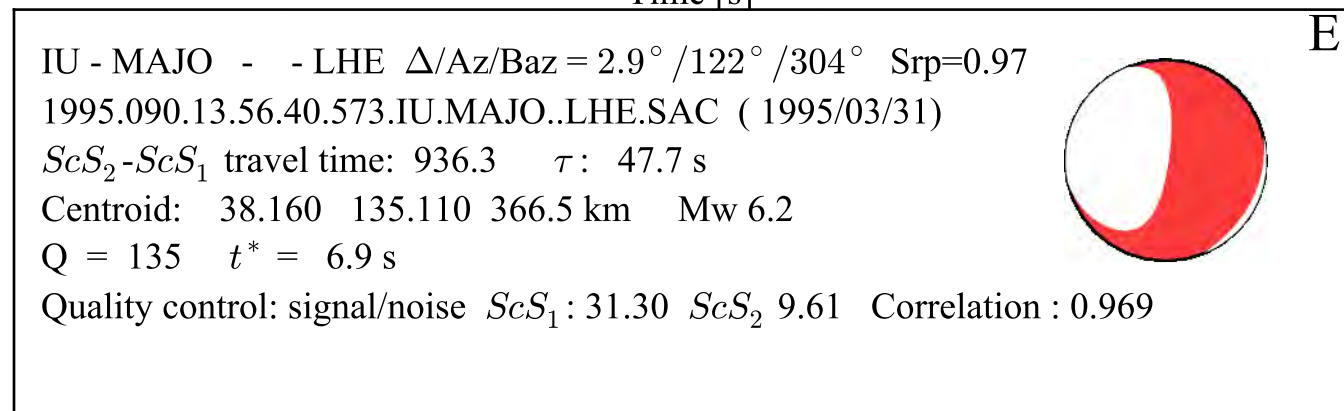 Time [s]
E
IU - MAJO - - LHE Δ/Az/Baz = 2.9° /122° /304° Srp=0.97
1995.090.13.56.40.573.IU.MAJO..LHE.SAC ( 1995/03/31)
ScS₂-ScS₁ travel time: 936.3 τ : 47.7 s
Centroid: 38.160 135.110 366.5 km Mw 6.2
Q = 135 t* = 6.9 s
Quality control: signal/noise ScS₁ : 31.30 ScS₂ 9.61 Correlation : 0.969